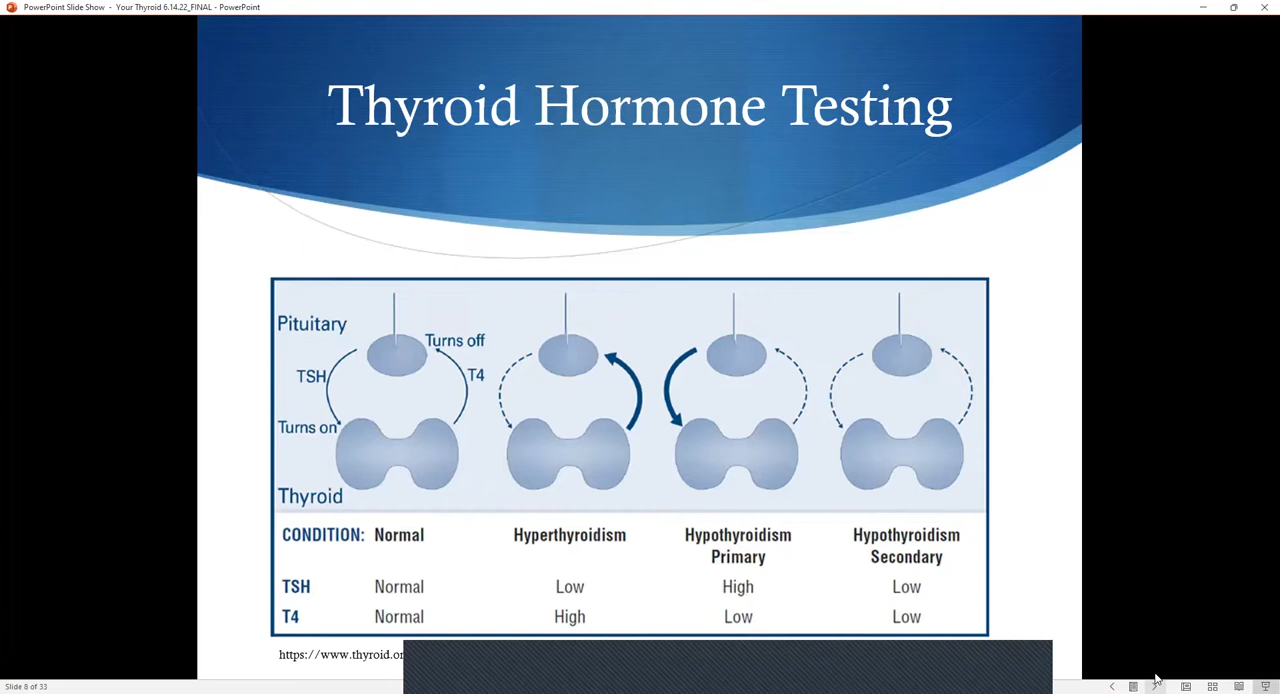 PowerPoint Slide Show - Your Thyroid 6.14.22_FINAL - PowerPoint
Thyroid Hormone Testing
Pituitary
Turns off
TSH
T4
Turns on
Thyroid
CONDITION: Normal Hyperthyroidism Hypothyroidism Primary Hypothyroidism Secondary
TSH Normal Low High Low
T4 Normal High Low Low
https://www.thyroid.or
Slide 8 of 33